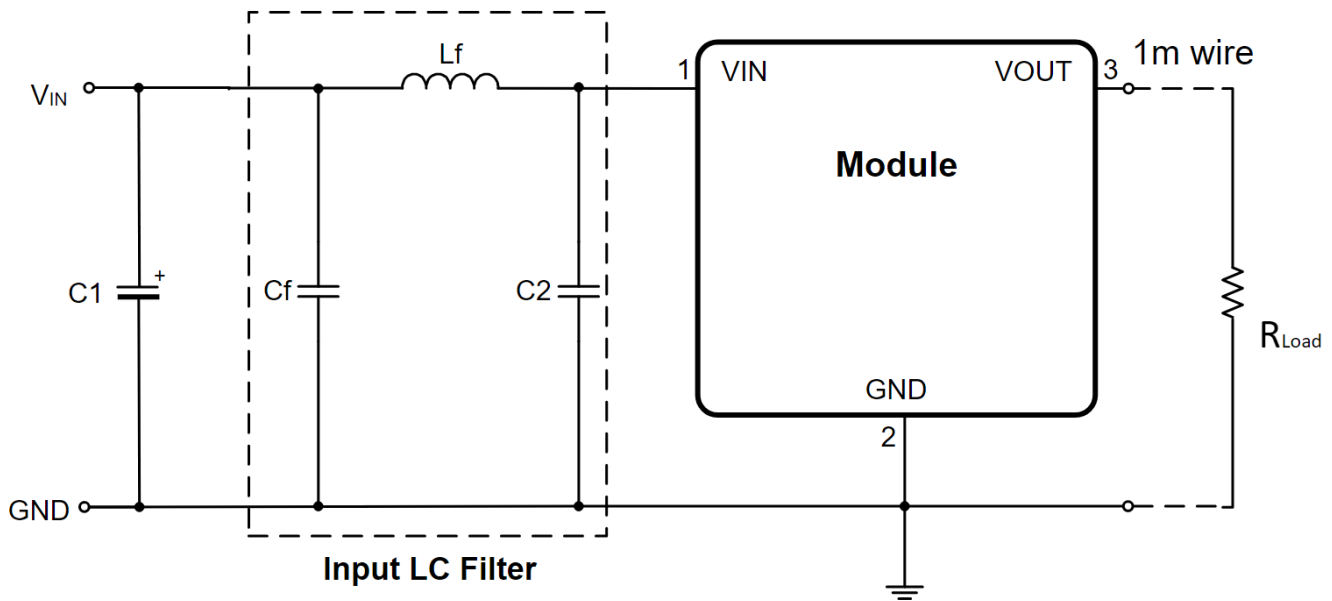 Lf
1m wire
1
VIN
VOUT
3
VIN
Module
C1
+
Cf
C2
RLoad
GND
2
GND
Input LC Filter